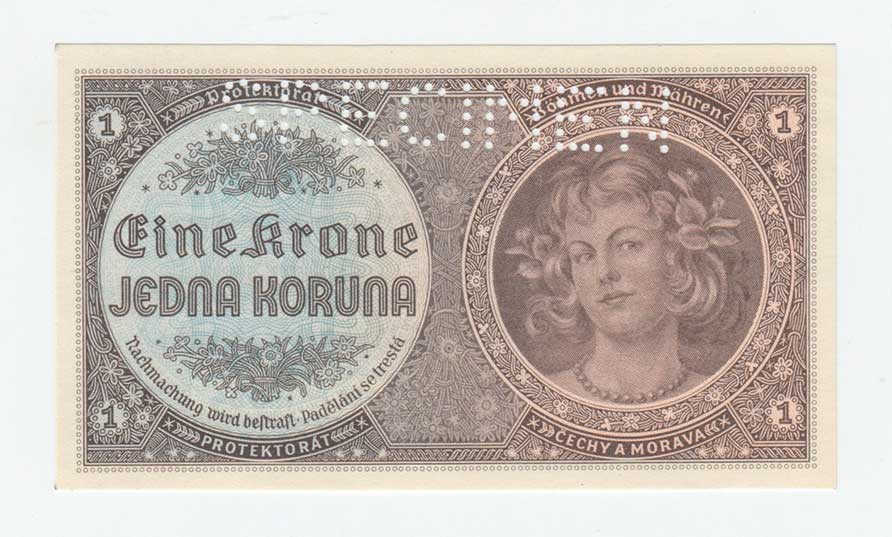 Protektorat Böhmen und Mähren
SPECIMEN
1 1
Eine Krone
JEDNA KORUNA
Nachmachung wird bestraft · Padělání se trestá
1 1
PROTEKTORÁT ČECHY A MORAVA